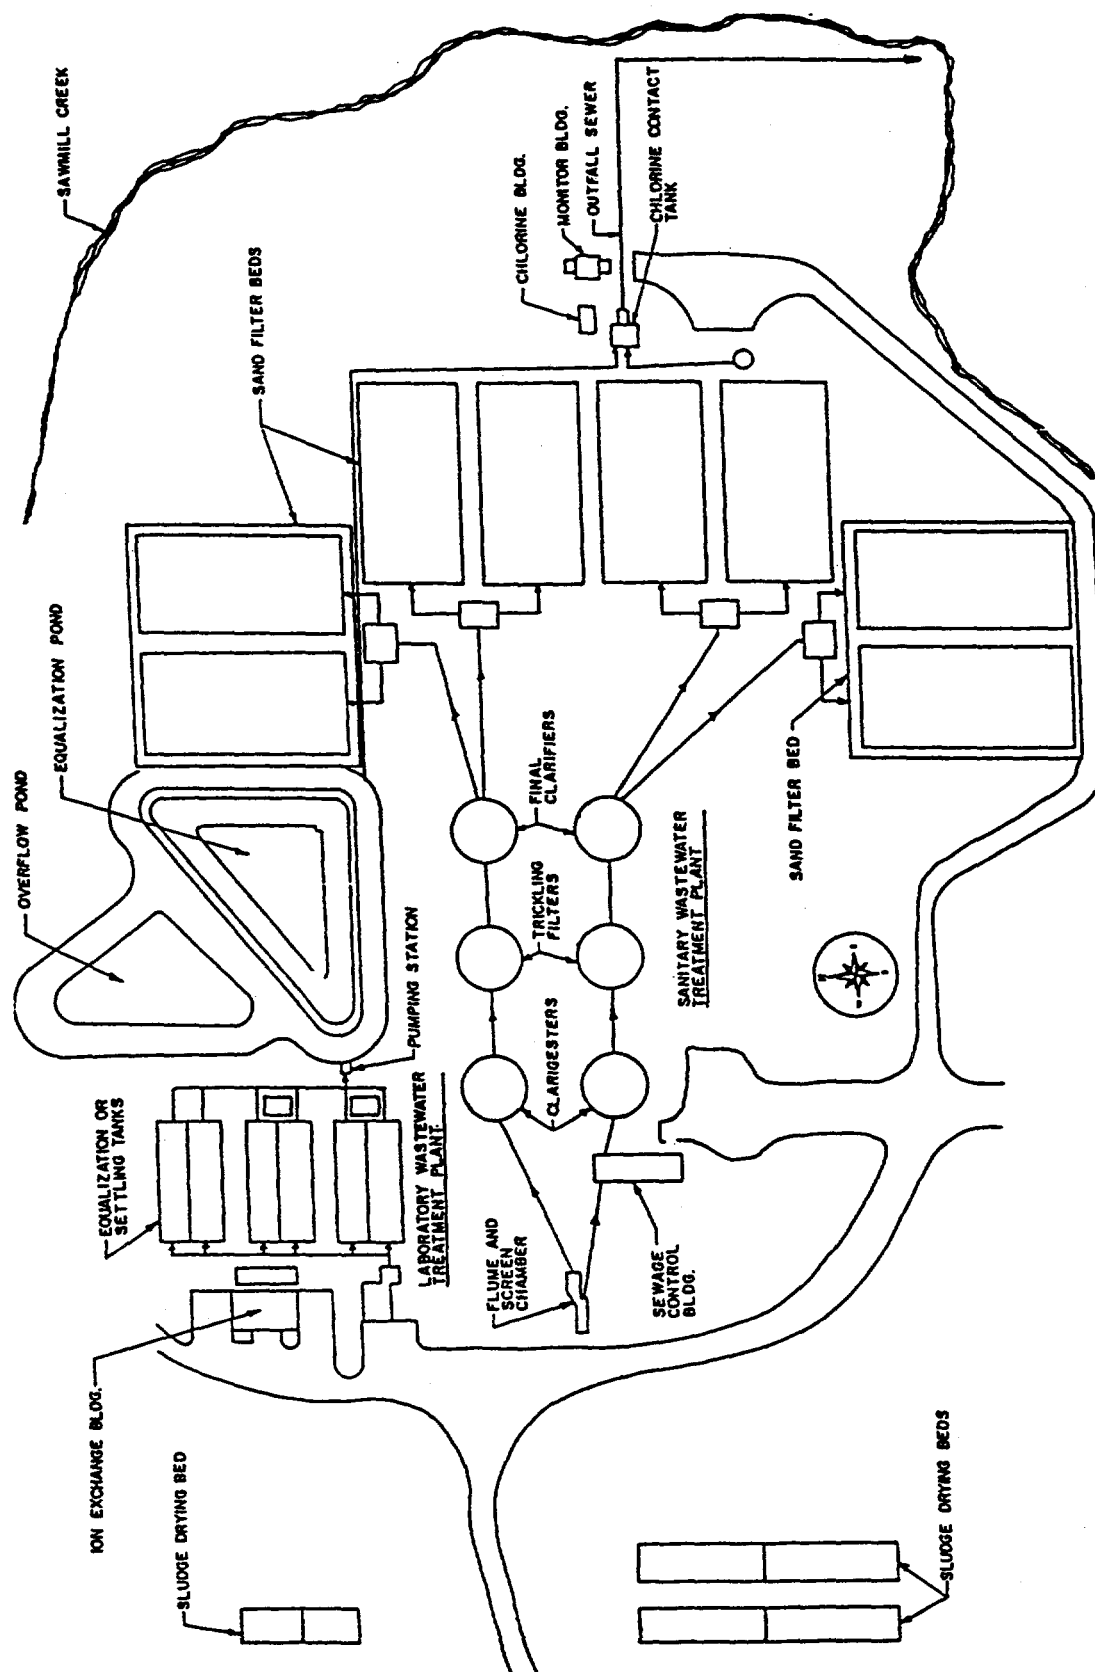 SAWMILL CREEK
SAND FILTER BEDS
CHLORINE BLDG.
MONITOR BLDG.
OUTFALL SEWER
CHLORINE CONTACT
TANK
OVERFLOW POND
EQUALIZATION POND
PUMPING STATION
FINAL
CLARIFIERS
TRICKLING
FILTERS
CLARIGESTERS
SANITARY WASTEWATER
TREATMENT PLANT
SAND FILTER BED
EQUALIZATION OR
SETTLING TANKS
LABORATORY WASTEWATER
TREATMENT PLANT
FLUME AND
SCREEN
CHAMBER
SEWAGE
CONTROL
BLDG.
ION EXCHANGE BLDG.
SLUDGE DRYING BED
SLUDGE DRYING BEDS